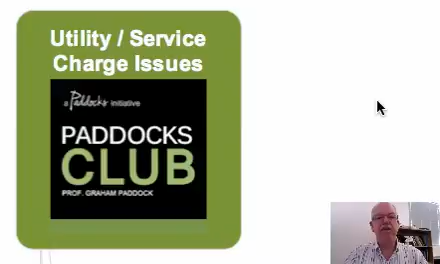 Utility / Service
Charge Issues
a Paddocks initiative
PADDOCKS
CLUB
PROF. GRAHAM PADDOCK